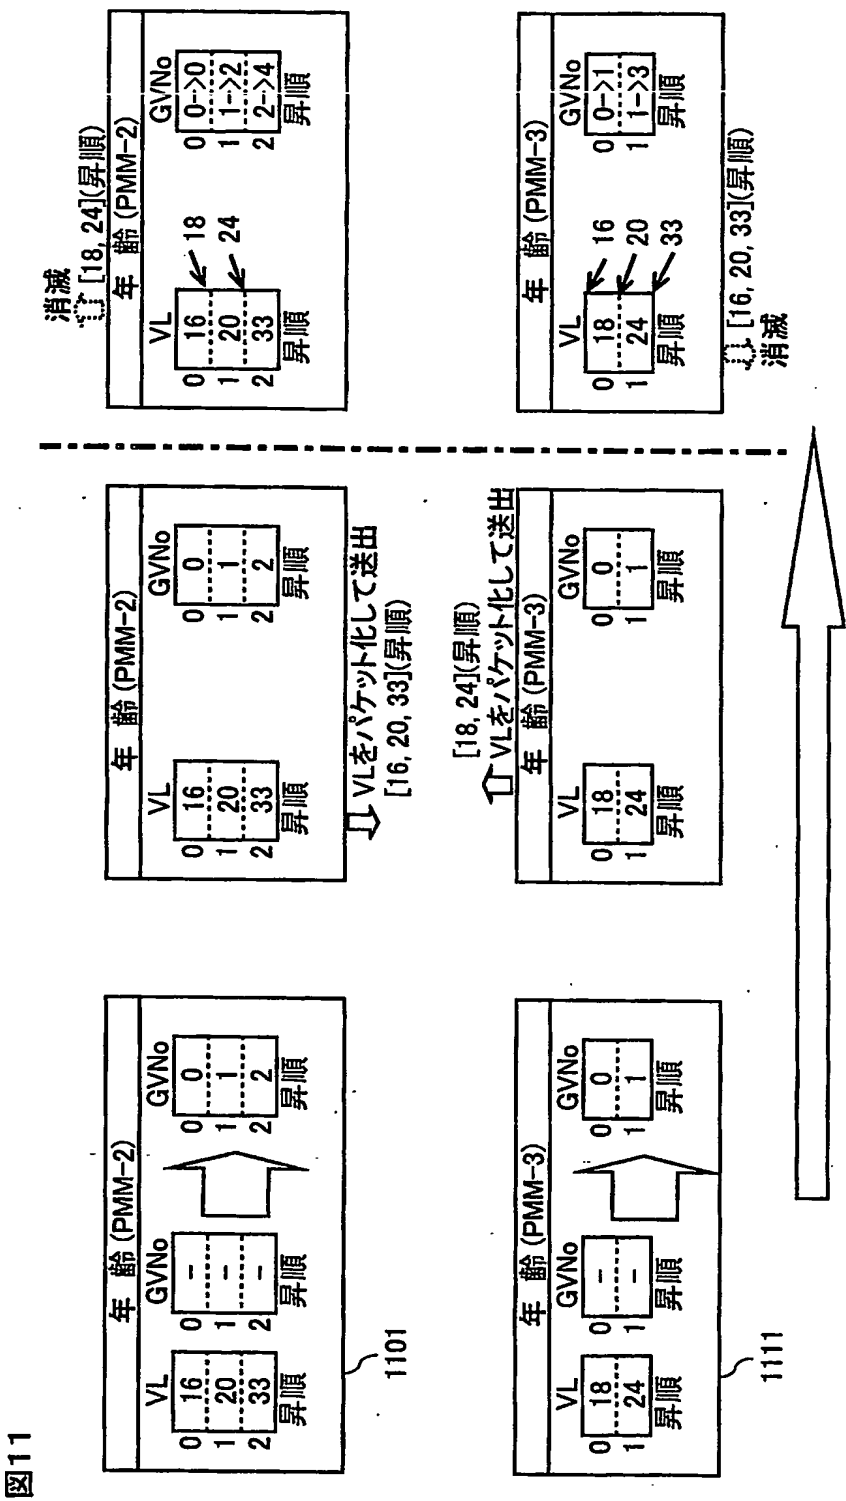 図11
年 齢(PMM-2)
VL GVNo GVNo
0 16 0 - 0 0
1 20 1 - 1 1
2 33 2 - 2 2
昇順 昇順 昇順
1101
年 齢(PMM-3)
VL GVNo GVNo
0 18 0 - 0 0
1 24 1 - 1 1
昇順 昇順 昇順
1111
年 齢(PMM-2)
VL GVNo
0 16 0 0
1 20 1 1
2 33 2 2
昇順 昇順
VLをパケット化して送出
[16, 20, 33](昇順)
[18, 24](昇順)
VLをパケット化して送出
年 齢(PMM-3)
VL GVNo
0 18 0 0
1 24 1 1
昇順 昇順
消滅
[18, 24](昇順)
年 齢(PMM-2)
VL GVNo
0 16 18 0 0->0
1 20 24 1 1->2
2 33 2 2->4
昇順 昇順
年 齢(PMM-3)
VL GVNo
0 18 16 0 0->1
1 24 20 1 1->3
33
昇順 昇順
[16, 20, 33](昇順)
消滅